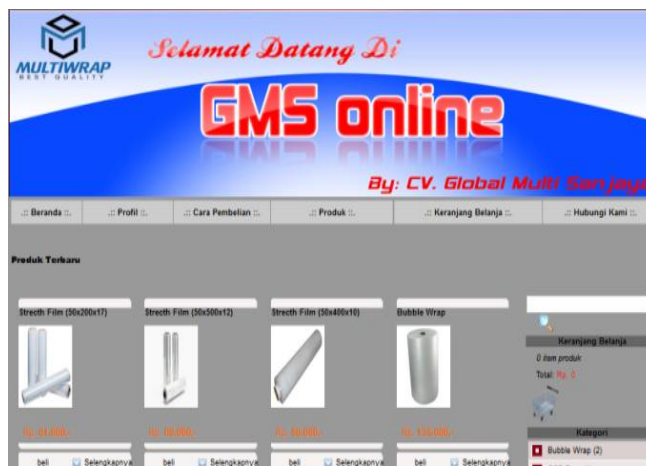 MULTIWRAP
BEST QUALITY
Selamat Datang Di
GMS online
By: CV. Global Multi Sanjaya
.:: Beranda ::. .:: Profil ::. .:: Cara Pembelian ::. .:: Produk ::. .:: Keranjang Belanja ::. .:: Hubungi Kami ::.
Produk Terbaru
Strecth Film (50x200x17) Strecth Film (50x500x12) Strecth Film (50x400x10) Bubble Wrap
Keranjang Belanja
0 item produk
Total: Rp. 0
Kategori
Bubble Wrap (2)
beli Selengkapnya beli Selengkapnya beli Selengkapnya beli Selengkapnya